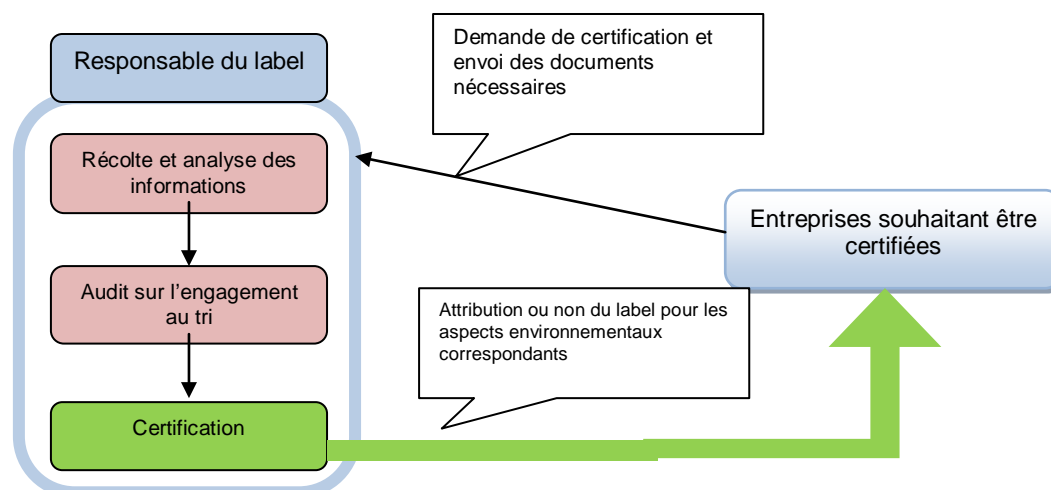 Responsable du label
Demande de certification et
envoi des documents
nécessaires
Récolte et analyse des
informations
Entreprises souhaitant être
certifiées
Audit sur l’engagement
au tri
Attribution ou non du label pour les
aspects environnementaux
correspondants
Certification